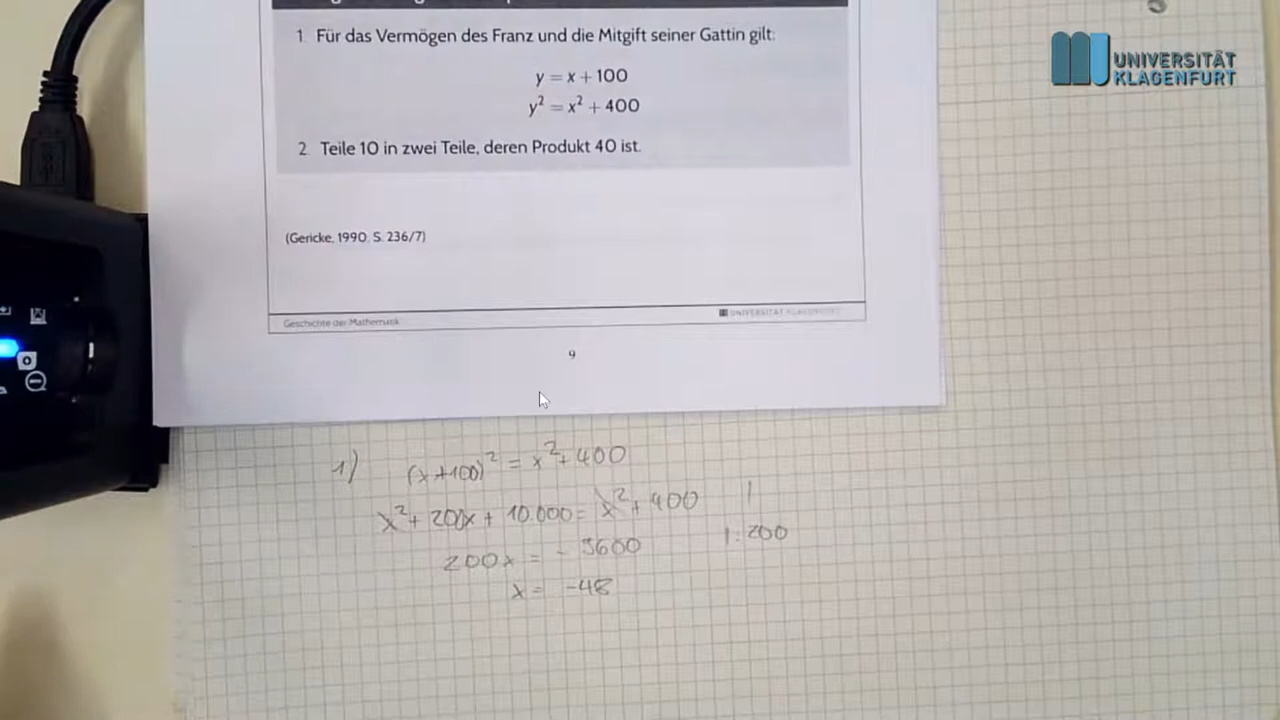 UNIVERSITÄT
KLAGENFURT
1. Für das Vermögen des Franz und die Mitgift seiner Gattin gilt:
y = x + 100
y² = x² + 400
2. Teile 10 in zwei Teile, deren Produkt 40 ist.
(Gericke, 1990, S. 236/7)
Geschichte der Mathematik
UNIVERSITÄT KLAGENFURT
9
1) (x+100)² = x²+400
x² + 200x + 10.000 = x² + 400 |
200x = - 9600 |:200
x = -48